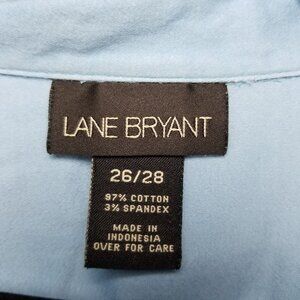 LANE BRYANT
26/28
97% COTTON
3% SPANDEX
MADE IN
INDONESIA
OVER FOR CARE